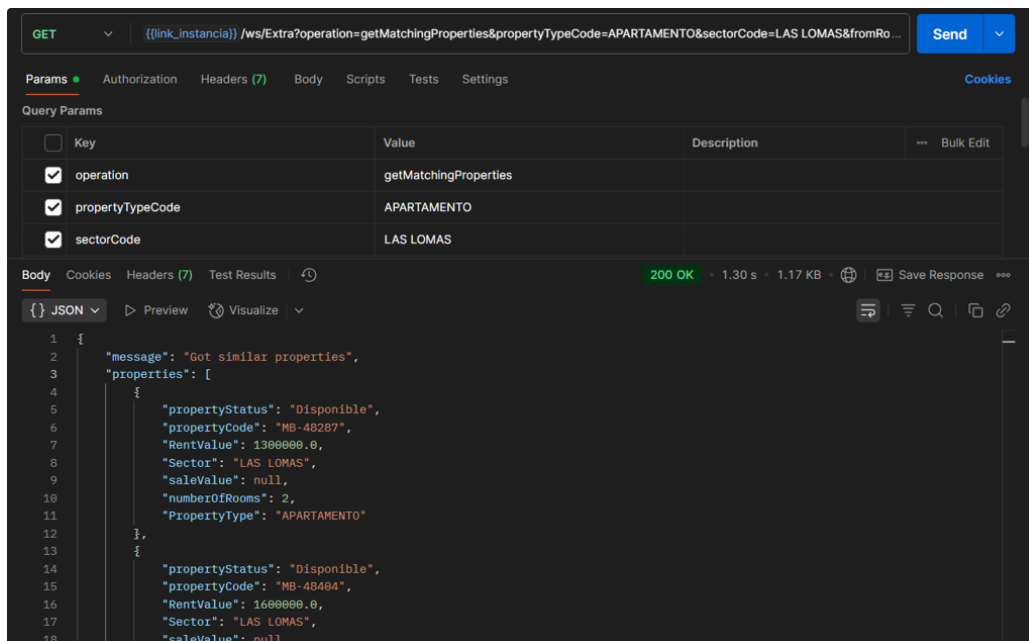 GET {{link_instancia}} /ws/Extra?operation=getMatchingProperties&propertyTypeCode=APARTAMENTO&sectorCode=LAS LOMAS&fromRo... Send
Params Authorization Headers (7) Body Scripts Tests Settings Cookies
Query Params
Key Value Description ... Bulk Edit
operation getMatchingProperties
propertyTypeCode APARTAMENTO
sectorCode LAS LOMAS
Body Cookies Headers (7) Test Results 200 OK • 1.30 s • 1.17 KB • e.g. Save Response ooo
{} JSON Preview Visualize
1 {
2 "message": "Got similar properties",
3 "properties": [
4 {
5 "propertyStatus": "Disponible",
6 "propertyCode": "MB-48287",
7 "RentValue": 1300000.0,
8 "Sector": "LAS LOMAS",
9 "saleValue": null,
10 "numberOfRooms": 2,
11 "PropertyType": "APARTAMENTO"
12 },
13 {
14 "propertyStatus": "Disponible",
15 "propertyCode": "MB-48404",
16 "RentValue": 1600000.0,
17 "Sector": "LAS LOMAS",
18 "saleValue": null